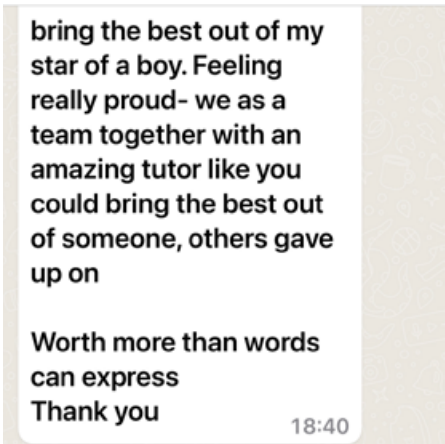 bring the best out of my
star of a boy. Feeling
really proud- we as a
team together with an
amazing tutor like you
could bring the best out
of someone, others gave
up on
Worth more than words
can express
Thank you
18:40